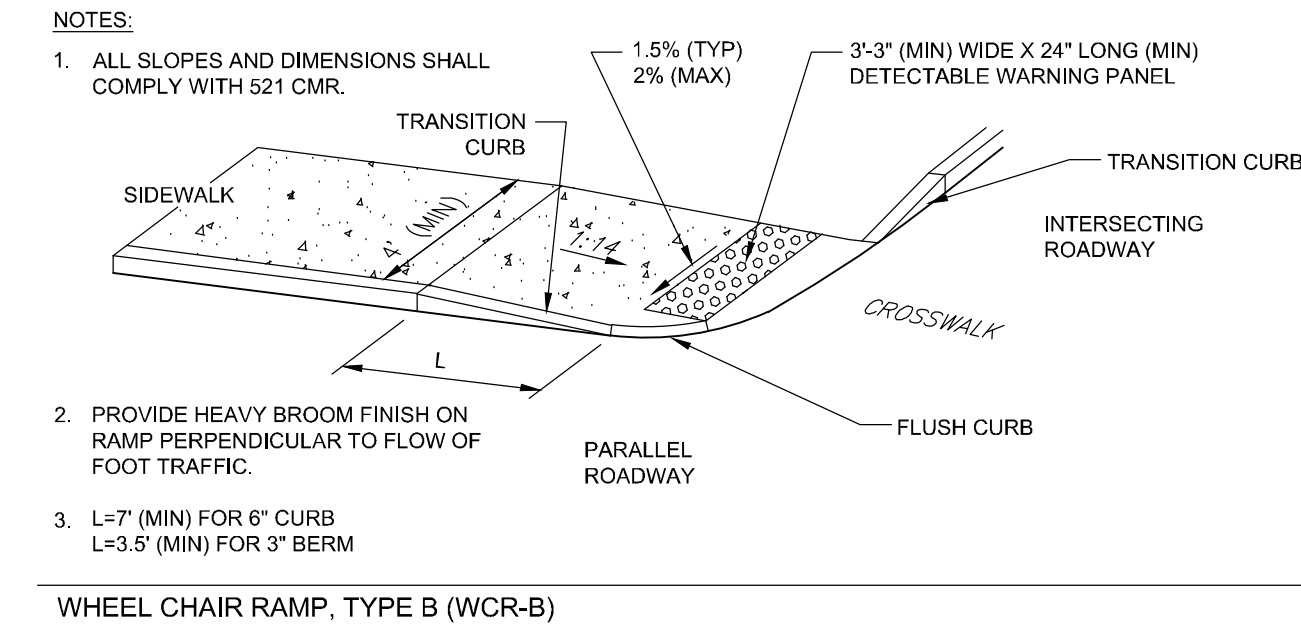 NOTES:
1. ALL SLOPES AND DIMENSIONS SHALL
COMPLY WITH 521 CMR.
1.5% (TYP)
2% (MAX)
3'-3" (MIN) WIDE X 24" LONG (MIN)
DETECTABLE WARNING PANEL
TRANSITION
CURB
TRANSITION CURB
SIDEWALK
4' (MIN)
1:14
INTERSECTING
ROADWAY
CROSSWALK
L
FLUSH CURB
PARALLEL
ROADWAY
2. PROVIDE HEAVY BROOM FINISH ON
RAMP PERPENDICULAR TO FLOW OF
FOOT TRAFFIC.
3. L=7' (MIN) FOR 6" CURB
L=3.5' (MIN) FOR 3" BERM
WHEEL CHAIR RAMP, TYPE B (WCR-B)